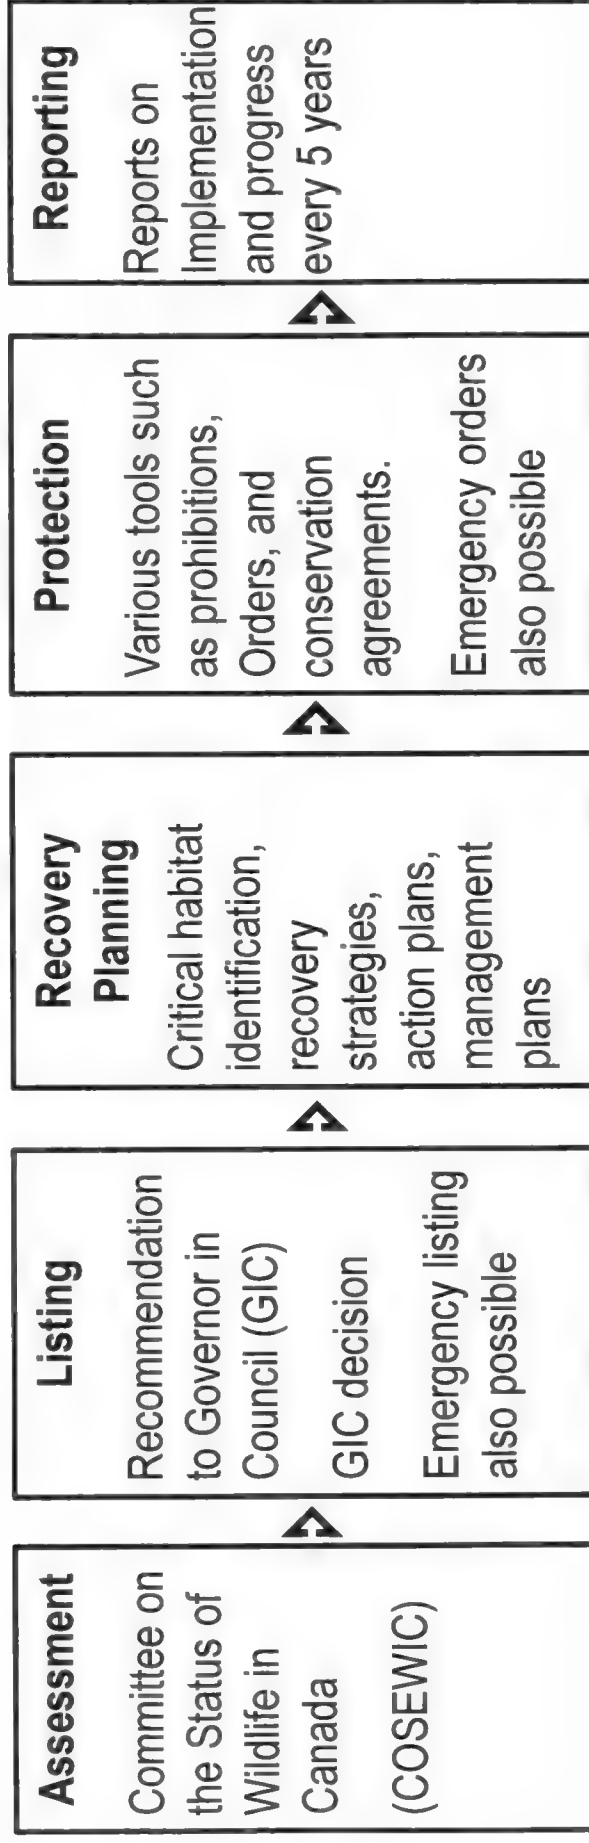 Assessment
Committee on
the Status of
Wildlife in
Canada
(COSEWIC)
Listing
Recommendation
to Governor in
Council (GIC)
GIC decision
Emergency listing
also possible
Recovery
Planning
Critical habitat
identification,
recovery
strategies,
action plans,
management
plans
Protection
Various tools such
as prohibitions,
Orders, and
conservation
agreements.
Emergency orders
also possible
Reporting
Reports on
Implementation
and progress
every 5 years